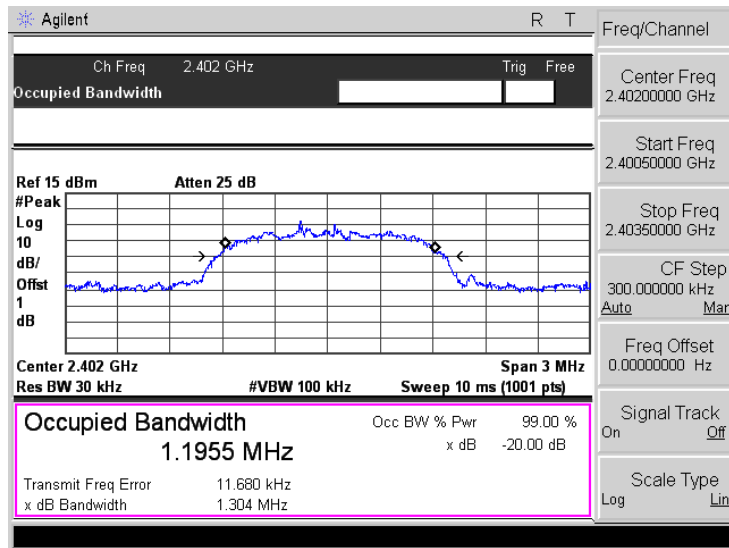 Agilent R T
Ch Freq 2.402 GHz Trig Free
Occupied Bandwidth
Ref 15 dBm Atten 25 dB
#Peak
Log
10
dB/
Offst
1
dB
Center 2.402 GHz Span 3 MHz
Res BW 30 kHz #VBW 100 kHz Sweep 10 ms (1001 pts)
Occupied Bandwidth Occ BW % Pwr 99.00 %
1.1955 MHz x dB -20.00 dB
Transmit Freq Error 11.680 kHz
x dB Bandwidth 1.304 MHz
Freq/Channel
Center Freq
2.40200000 GHz
Start Freq
2.40050000 GHz
Stop Freq
2.40350000 GHz
CF Step
300.000000 kHz
Auto Man
Freq Offset
0.00000000 Hz
Signal Track
On Off
Scale Type
Log Lin